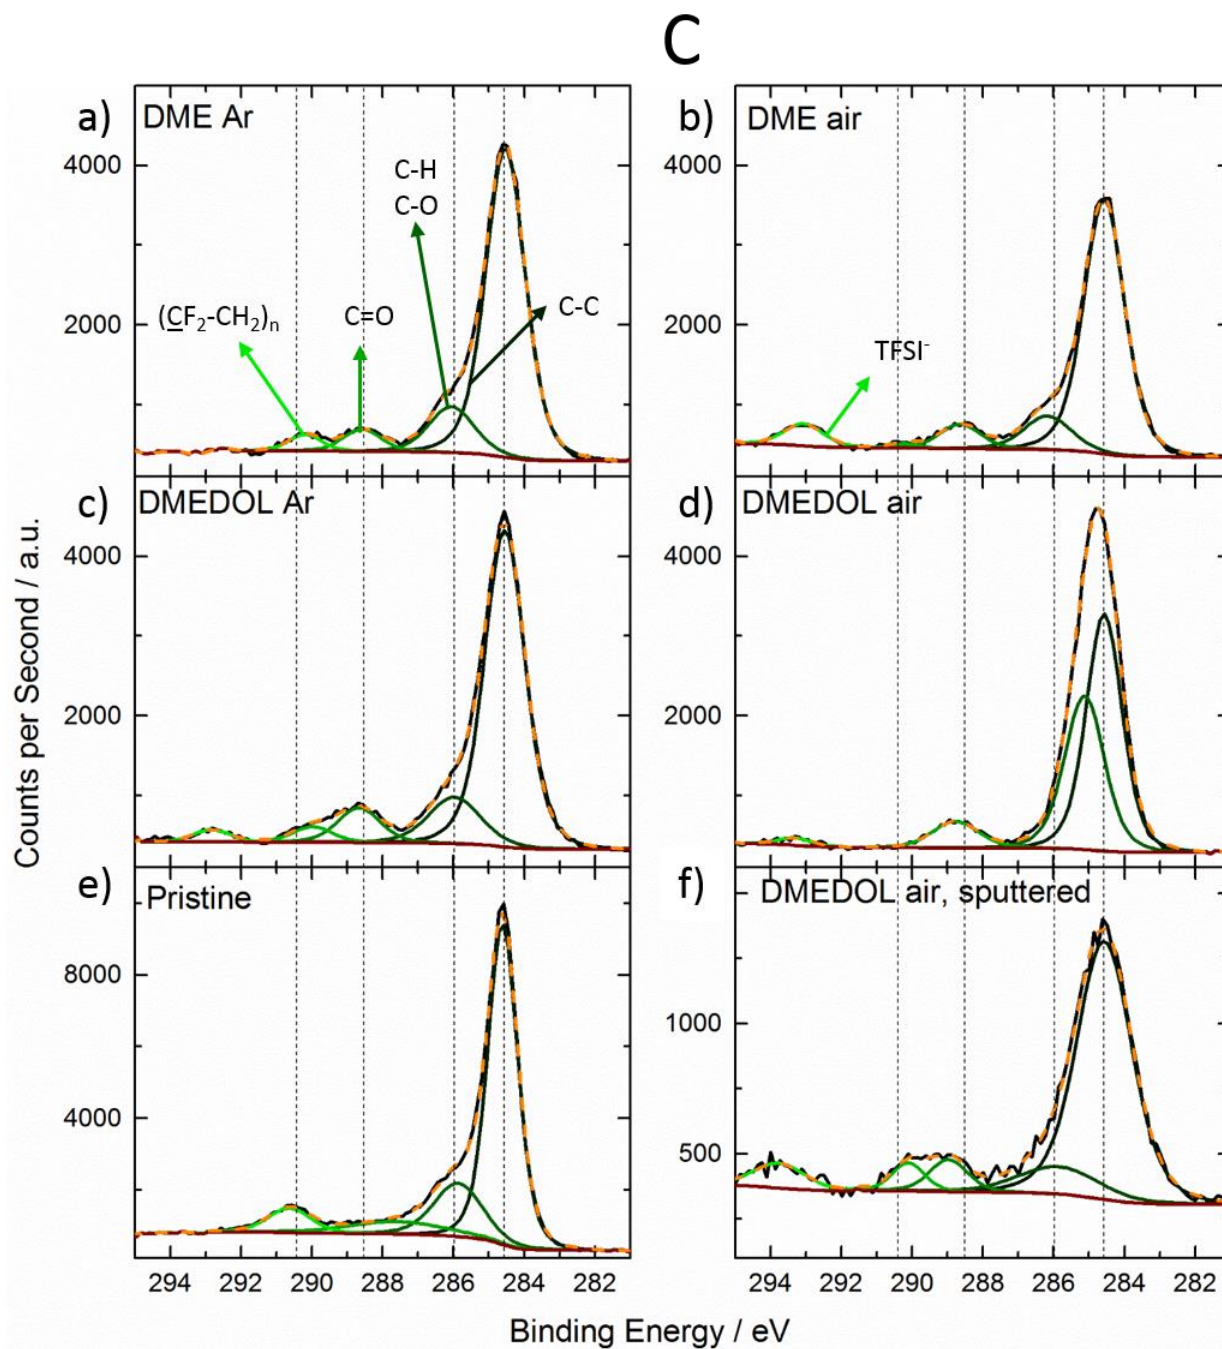 C
a) DME Ar
b) DME air
4000
4000
C-H
C-O
(CF₂-CH₂)ₙ
C=O
C-C
TFSI⁻
2000
2000
c) DMEDOL Ar
d) DMEDOL air
4000
4000
2000
2000
e) Pristine
f) DMEDOL air, sputtered
8000
1000
4000
500
294 292 290 288 286 284 282
294 292 290 288 286 284 282
Counts per Second / a.u.
Binding Energy / eV